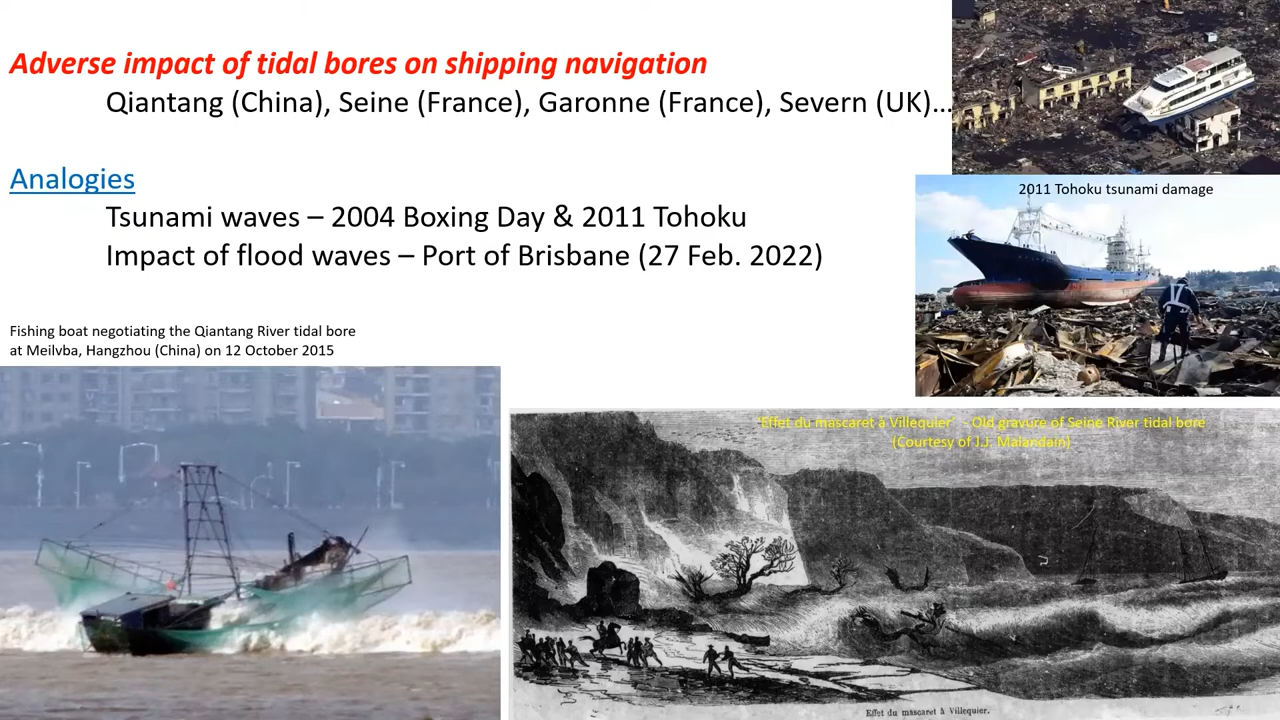 Adverse impact of tidal bores on shipping navigation
Qiantang (China), Seine (France), Garonne (France), Severn (UK)...
Analogies
Tsunami waves – 2004 Boxing Day & 2011 Tohoku
Impact of flood waves – Port of Brisbane (27 Feb. 2022)
2011 Tohoku tsunami damage
Fishing boat negotiating the Qiantang River tidal bore
at Meilvba, Hangzhou (China) on 12 October 2015
'Effet du mascaret à Villequier' - Old gravure of Seine River tidal bore
(Courtesy of J.J. Malandain)
Effet du mascaret à Villequier.